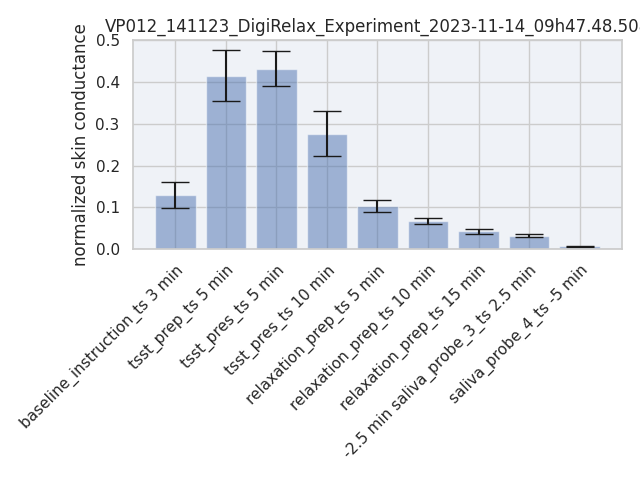 VP012_141123_DigiRelax_Experiment_2023-11-14_09h47.48.50
normalized skin conductance
0.5
0.4
0.3
0.2
0.1
0.0
baseline_instruction_ts 3 min
tsst_prep_ts 5 min
tsst_pres_ts 5 min
tsst_pres_ts 10 min
relaxation_prep_ts 5 min
relaxation_prep_ts 10 min
relaxation_prep_ts 15 min
-2.5 min saliva_probe_3_ts 2.5 min
saliva_probe_4_ts -5 min